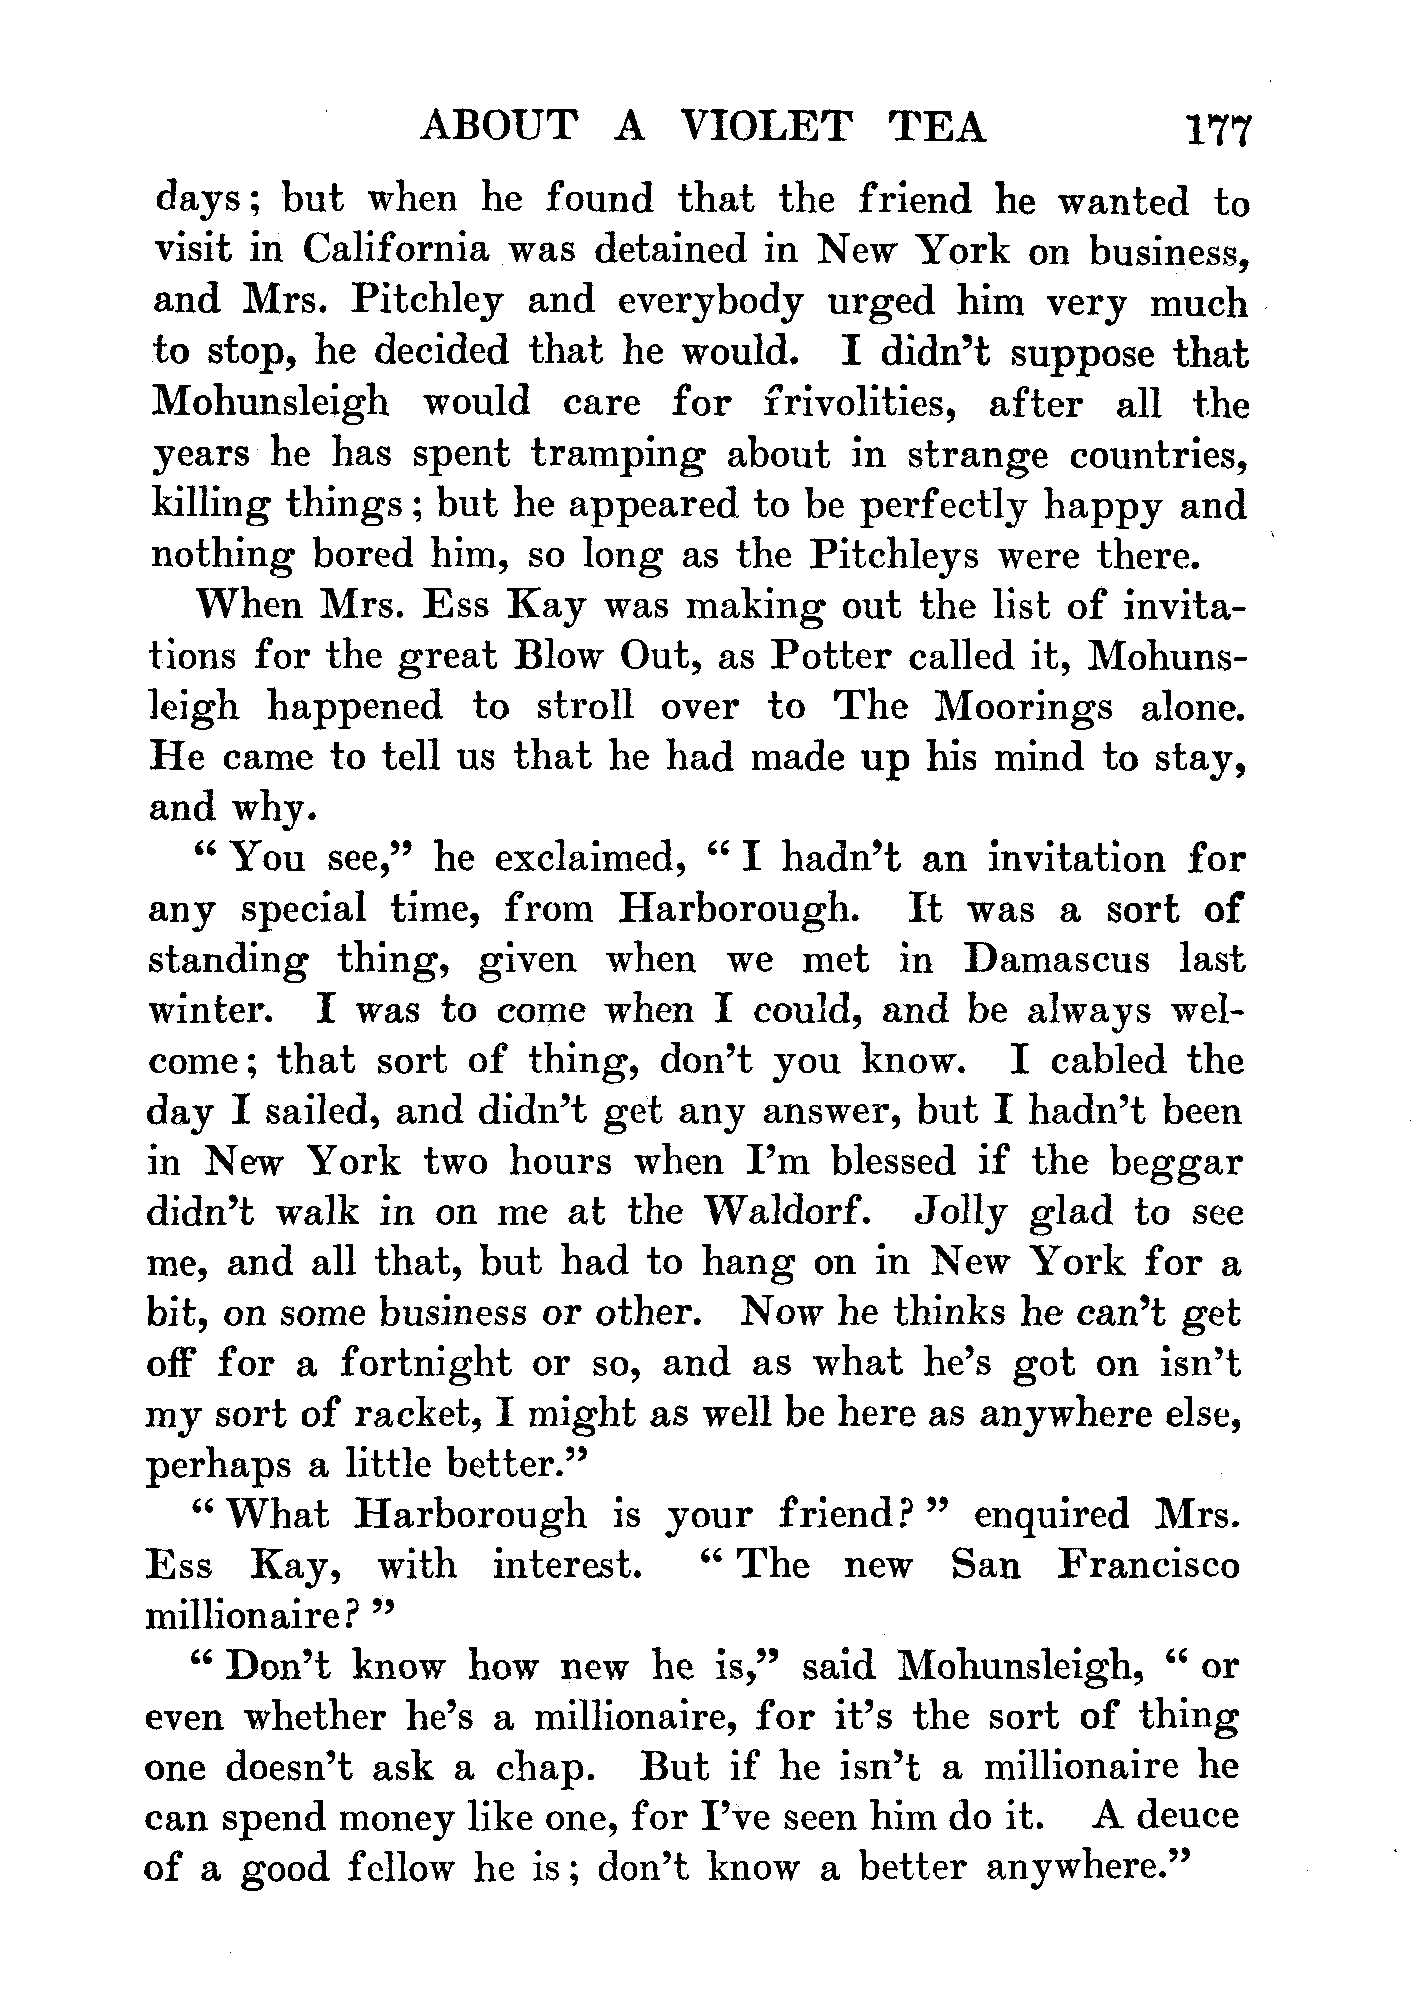 ABOUT A VIOLET TEA 177
days; but when he found that the friend he wanted to
visit in California was detained in New York on business,
and Mrs. Pitchley and everybody urged him very much
to stop, he decided that he would. I didn't suppose that
Mohunsleigh would care for frivolities, after all the
years he has spent tramping about in strange countries,
killing things; but he appeared to be perfectly happy and
nothing bored him, so long as the Pitchleys were there.
When Mrs. Ess Kay was making out the list of invita-
tions for the great Blow Out, as Potter called it, Mohuns-
leigh happened to stroll over to The Moorings alone.
He came to tell us that he had made up his mind to stay,
and why.
"You see," he exclaimed, "I hadn't an invitation for
any special time, from Harborough. It was a sort of
standing thing, given when we met in Damascus last
winter. I was to come when I could, and be always wel-
come; that sort of thing, don't you know. I cabled the
day I sailed, and didn't get any answer, but I hadn't been
in New York two hours when I'm blessed if the beggar
didn't walk in on me at the Waldorf. Jolly glad to see
me, and all that, but had to hang on in New York for a
bit, on some business or other. Now he thinks he can't get
off for a fortnight or so, and as what he's got on isn't
my sort of racket, I might as well be here as anywhere else,
perhaps a little better."
"What Harborough is your friend?" enquired Mrs.
Ess Kay, with interest. "The new San Francisco
millionaire?"
"Don't know how new he is," said Mohunsleigh, "or
even whether he's a millionaire, for it's the sort of thing
one doesn't ask a chap. But if he isn't a millionaire he
can spend money like one, for I've seen him do it. A deuce
of a good fellow he is; don't know a better anywhere."